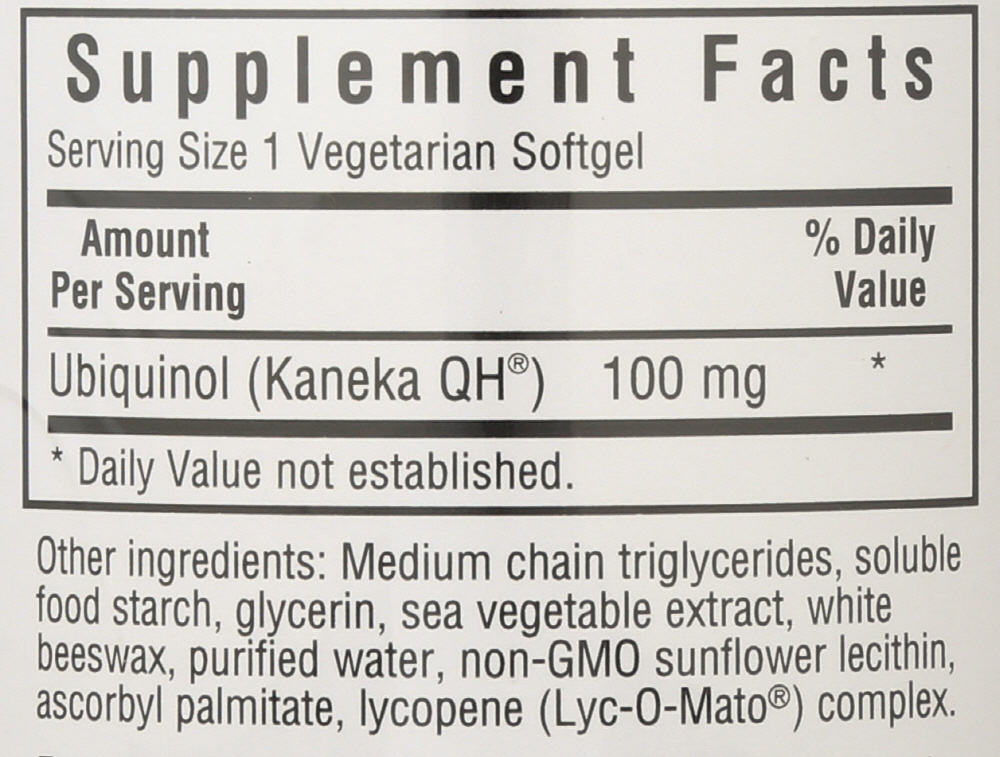 Supplement Facts
Serving Size 1 Vegetarian Softgel
Amount % Daily
Per Serving Value
Ubiquinol (Kaneka QH®) 100 mg *
* Daily Value not established.
Other ingredients: Medium chain triglycerides, soluble
food starch, glycerin, sea vegetable extract, white
beeswax, purified water, non-GMO sunflower lecithin,
ascorbyl palmitate, lycopene (Lyc-O-Mato®) complex.